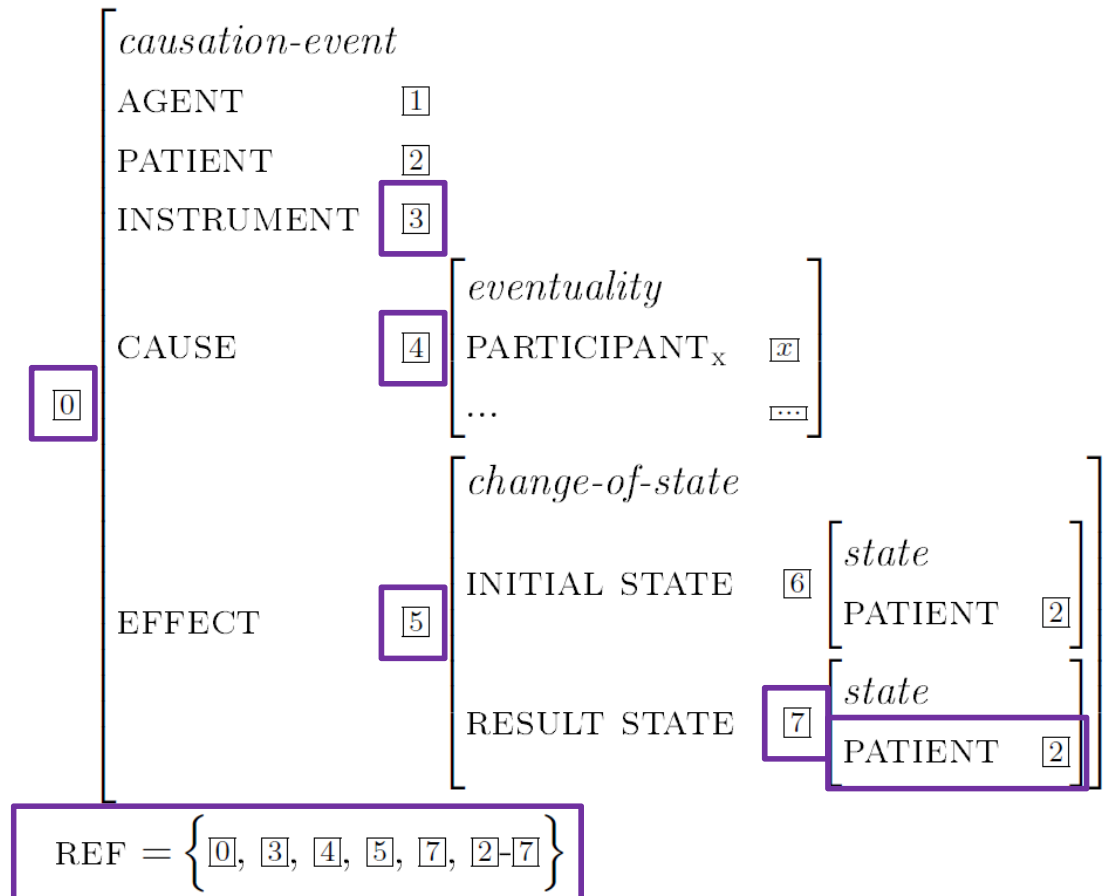 causation-event
AGENT 1
PATIENT 2
INSTRUMENT 3
eventuality
CAUSE 4 PARTICIPANTx x
0
... ...
change-of-state
state
INITIAL STATE 6
PATIENT 2
EFFECT 5
state
RESULT STATE 7
PATIENT 2
REF = {0, 3, 4, 5, 7, 2-7}